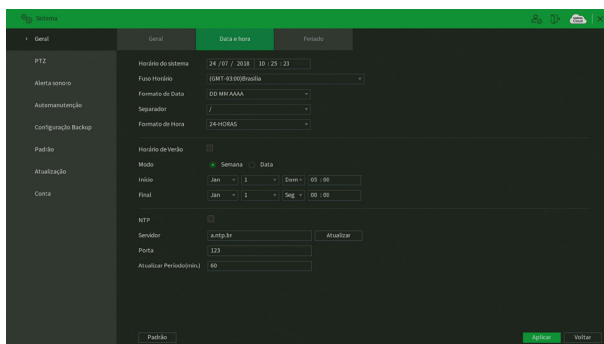 Sistema
Geral
PTZ
Alerta sonoro
Automanutenção
Configuração Backup
Padrão
Atualização
Conta
Geral Data e hora Feriado
Horário do sistema 24 /07 / 2018 10 : 25 : 23
Fuso Horário (GMT-03:00)Brasília
Formato de Data DD MM AAAA
Separador /
Formato de Hora 24-HORAS
Horário de Verão
Modo Semana Data
Início Jan 1 Dom 05 : 00
Final Jan 1 Seg 00 : 00
NTP
Servidor a.ntp.br Atualizar
Porta 123
Atualizar Período(min.) 60
Padrão Aplicar Voltar